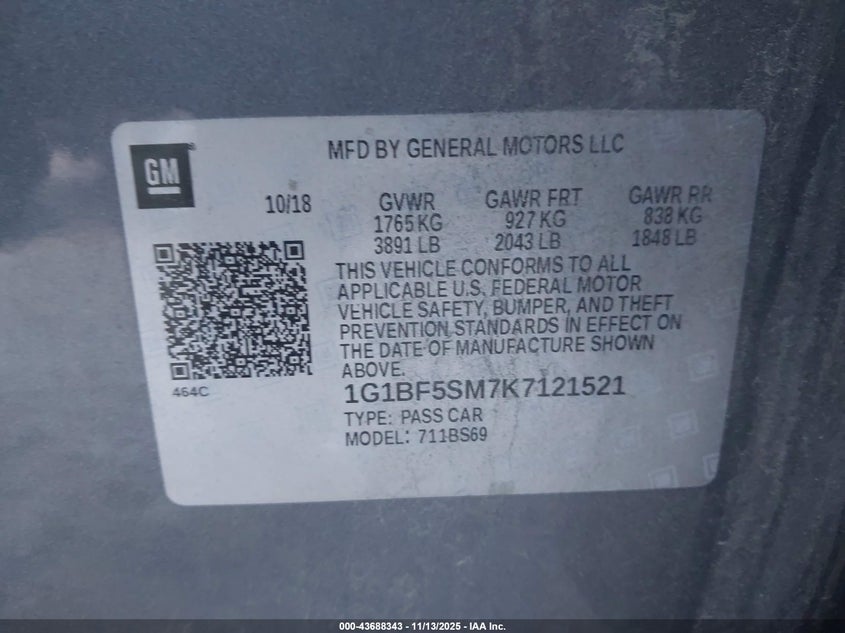 GM
MFD BY GENERAL MOTORS LLC
10/18
GVWR GAWR FRT GAWR RR
1765 KG 927 KG 838 KG
3891 LB 2043 LB 1848 LB
THIS VEHICLE CONFORMS TO ALL
APPLICABLE U.S. FEDERAL MOTOR
VEHICLE SAFETY, BUMPER, AND THEFT
PREVENTION STANDARDS IN EFFECT ON
THE DATE OF MANUFACTURE SHOWN
ABOVE.
464C
1G1BF5SM7K7121521
TYPE: PASS CAR
MODEL: 711BS69
000-43688343 - 11/13/2025 - IAA Inc.